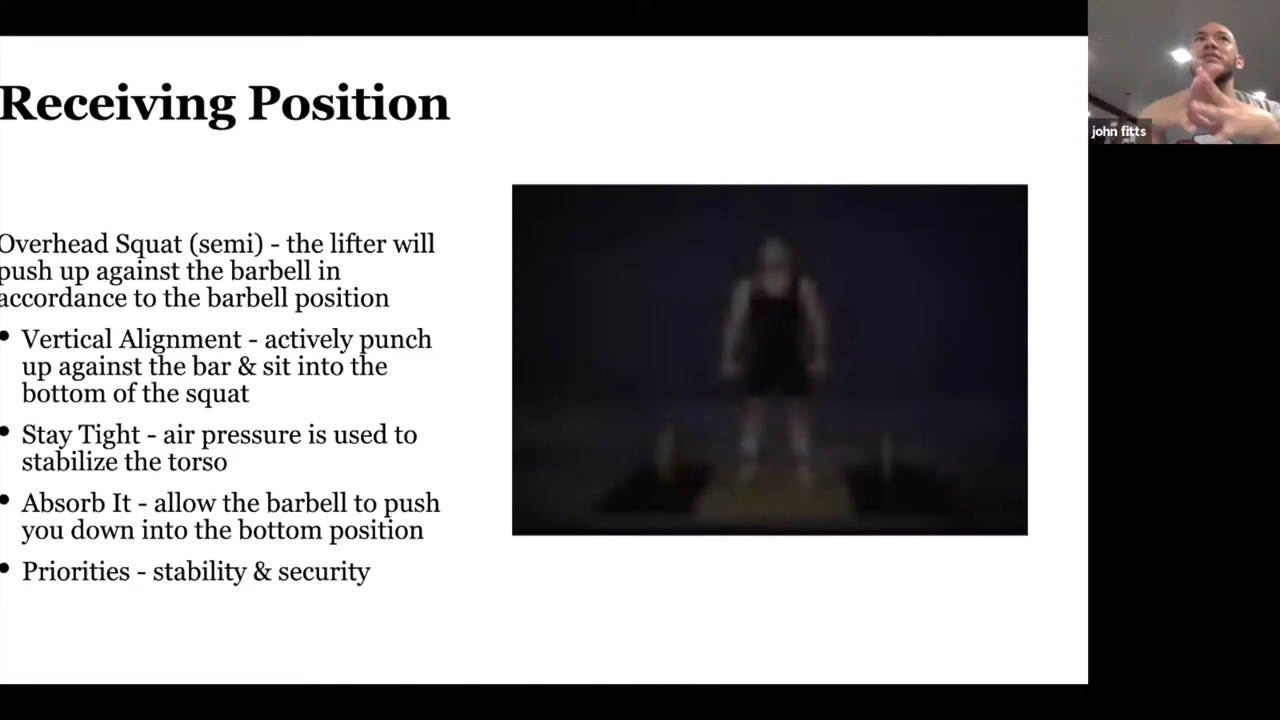 Receiving Position
john fitts
Overhead Squat (semi) - the lifter will
push up against the barbell in
accordance to the barbell position
• Vertical Alignment - actively punch
up against the bar & sit into the
bottom of the squat
• Stay Tight - air pressure is used to
stabilize the torso
• Absorb It - allow the barbell to push
you down into the bottom position
• Priorities - stability & security